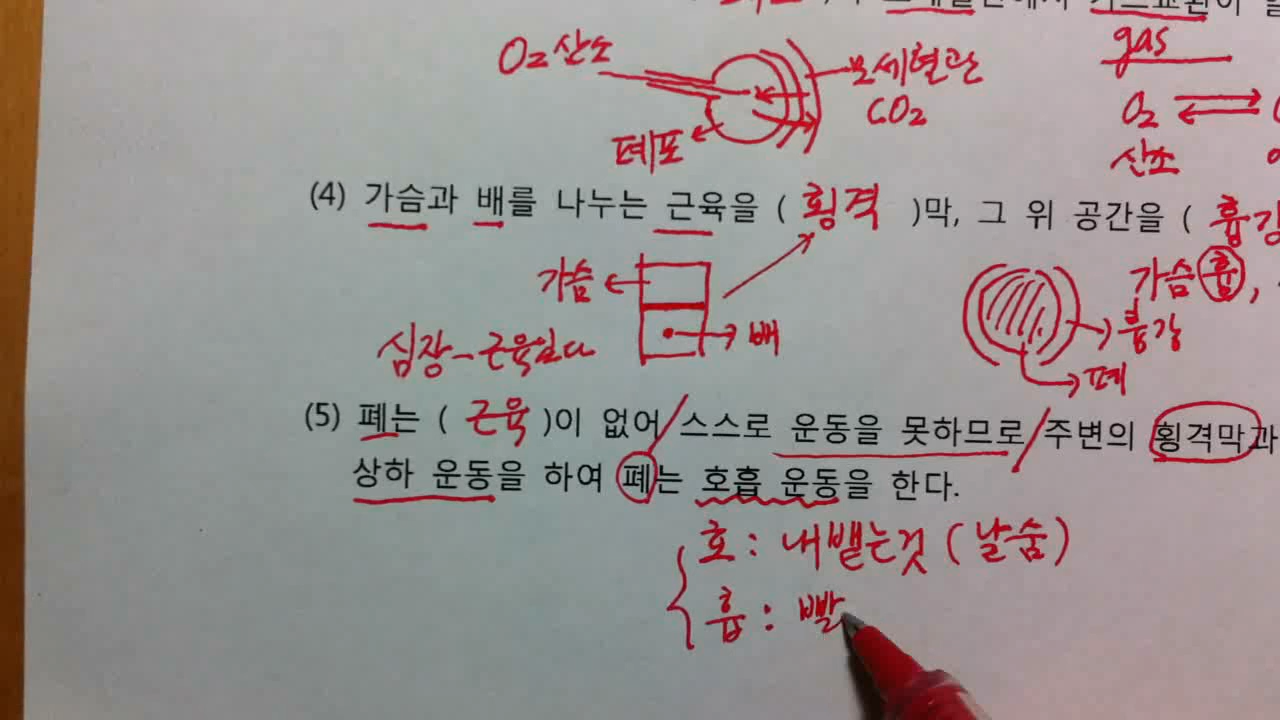 가스교환이
O₂ 산소
모세혈관
CO₂
폐포
gas
O₂
산소
(4) 가슴과 배를 나누는 근육을 ( 횡격 )막, 그 위 공간을 ( 흉강
가슴
배
심장 - 근육있다
가슴 흉,
흉강
폐
(5) 폐는 ( 근육 )이 없어 / 스스로 운동을 못하므로 / 주변의 횡격막과
상하 운동을 하여 폐는 호흡 운동을 한다.
호 : 내뱉는것 (날숨)
흡 : 빨